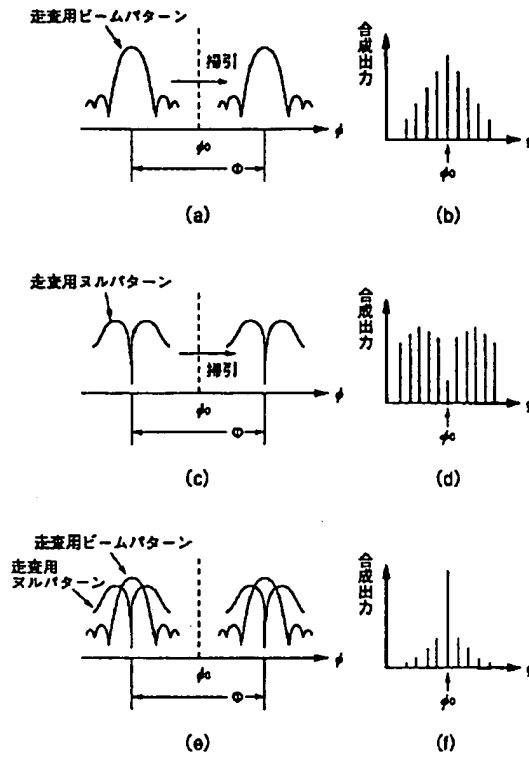 走査用ビームパターン
掃引
φ
φ0
Φ
(a)
合成出力
φ0
(b)
走査用ヌルパターン
掃引
φ
φ0
Φ
(c)
合成出力
φ0
(d)
走査用ビームパターン
走査用
ヌルパターン
φ
φ0
Φ
(e)
合成出力
φ0
(f)